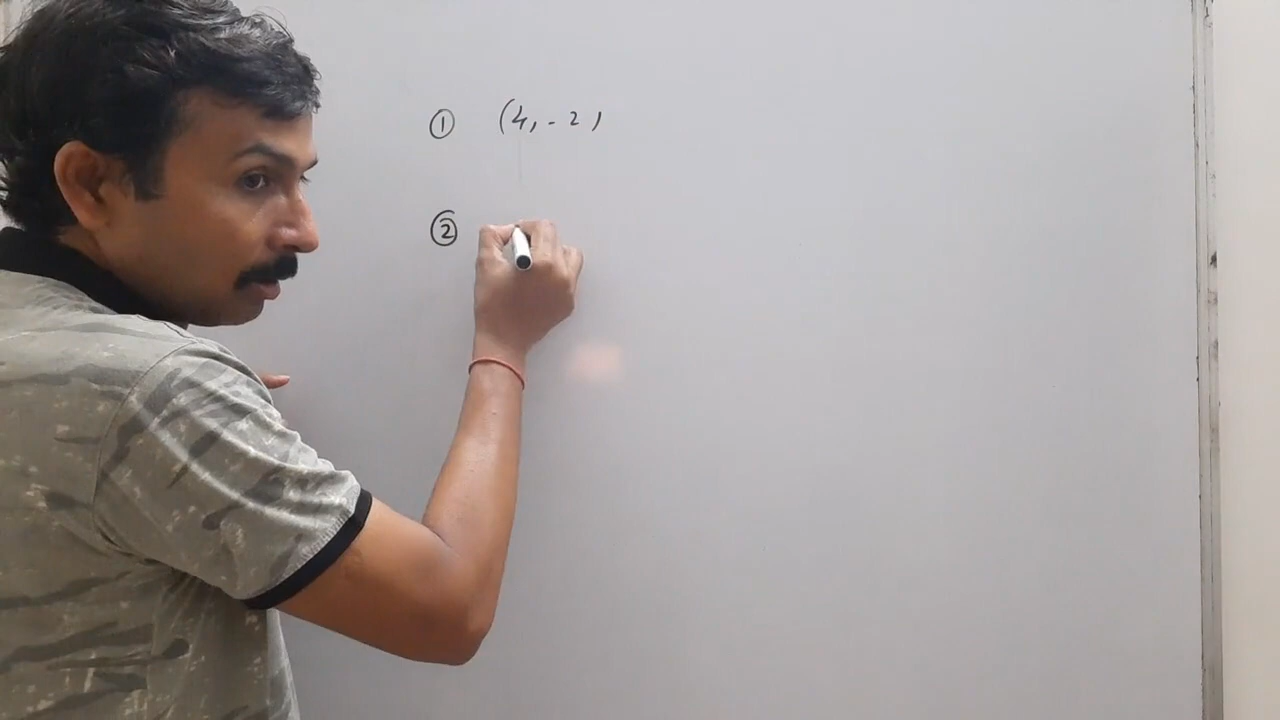 ① (4, -2)
②